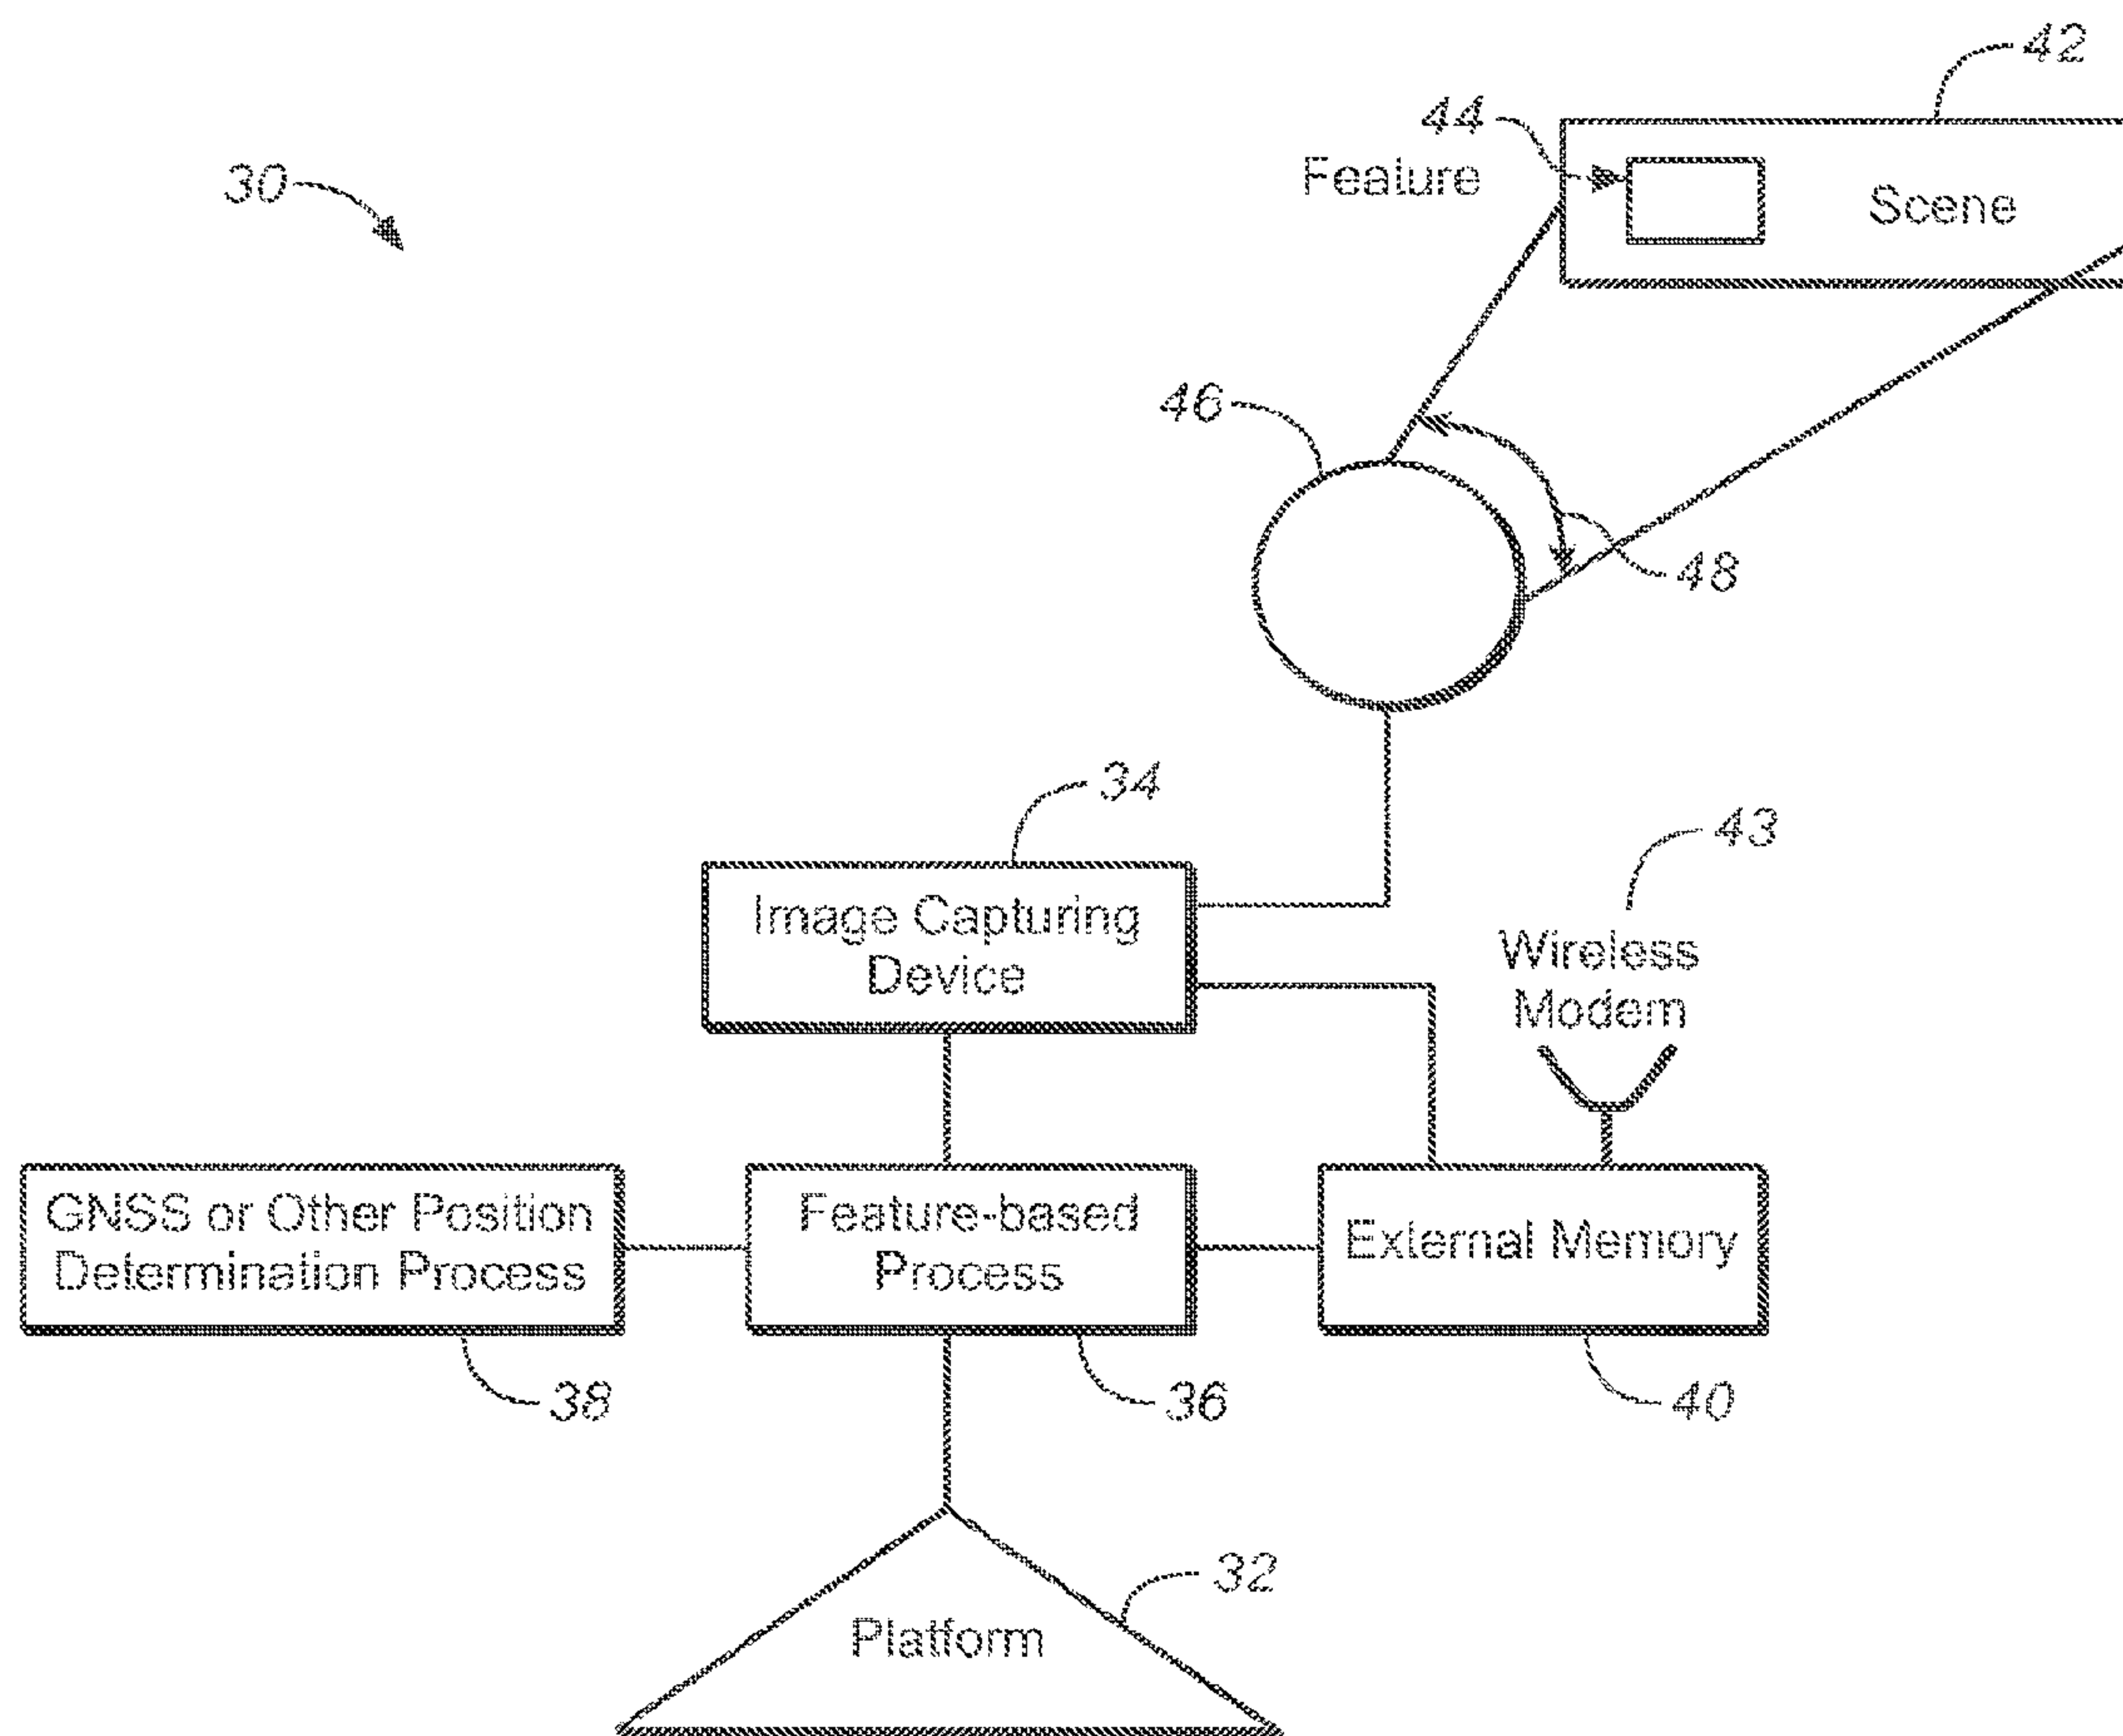 42
44
Feature
Scene
30
46
48
34
43
Image Capturing
Device
Wireless
Modem
GNSS or Other Position
Determination Process
Feature-based
Process
External Memory
38
36
40
32
Platform